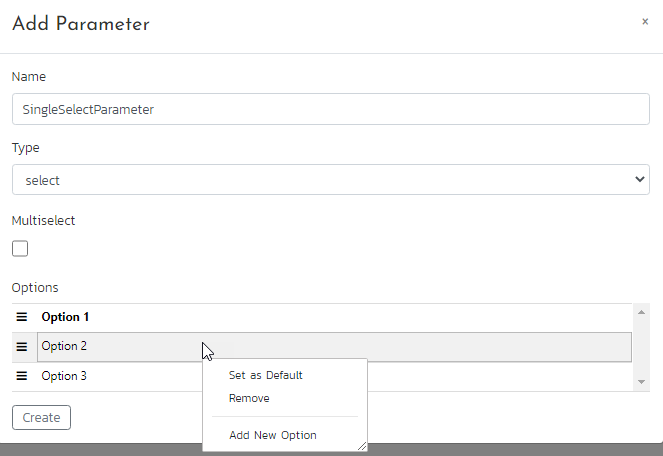 Add Parameter
×
Name
SingleSelectParameter
Type
select
Multiselect
Options
Option 1
Option 2
Option 3
Set as Default
Remove
Add New Option
Create